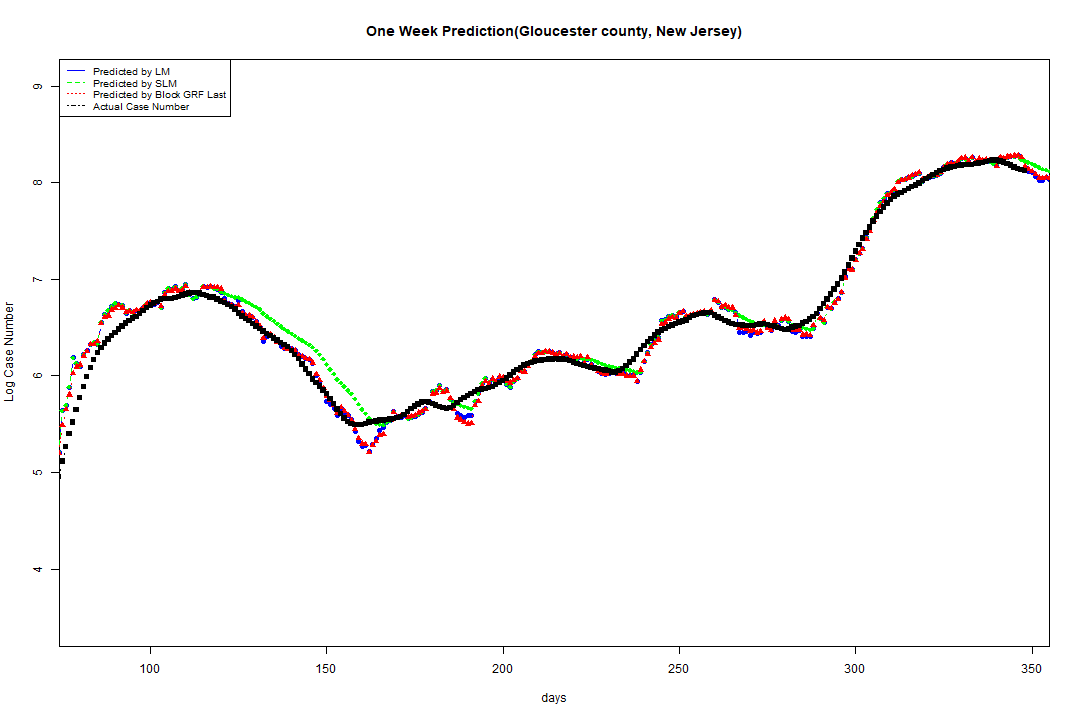 One Week Prediction(Gloucester county, New Jersey)
Predicted by LM
Predicted by SLM
Predicted by Block GRF Last
Actual Case Number
9
8
7
6
5
4
Log Case Number
100 150 200 250 300 350
days